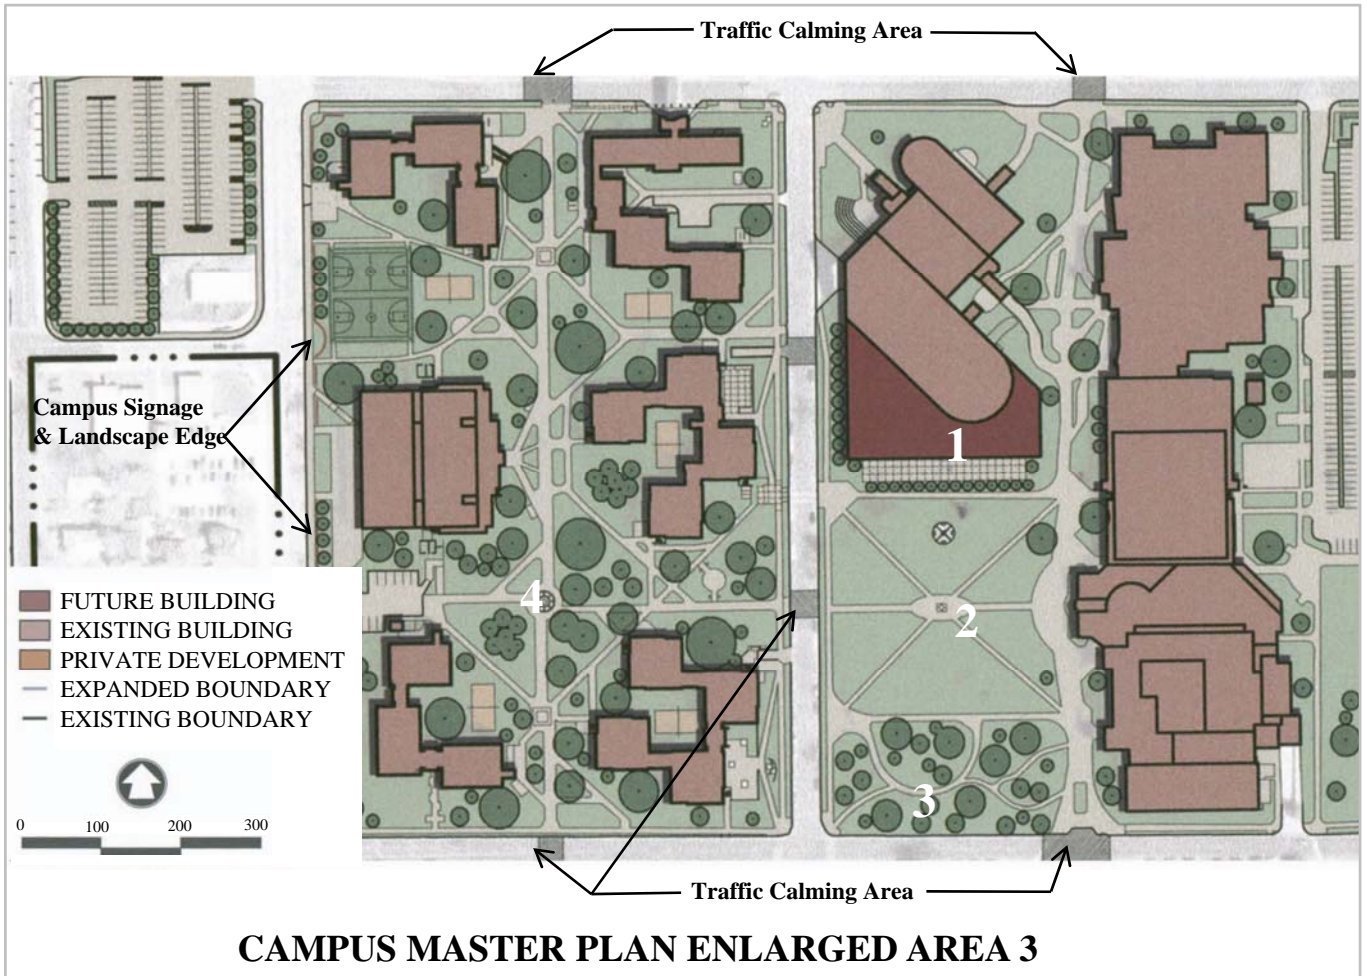 Traffic Calming Area
Campus Signage
& Landscape Edge
1
2
4
3
FUTURE BUILDING
EXISTING BUILDING
PRIVATE DEVELOPMENT
EXPANDED BOUNDARY
EXISTING BOUNDARY
0 100 200 300
Traffic Calming Area
CAMPUS MASTER PLAN ENLARGED AREA 3